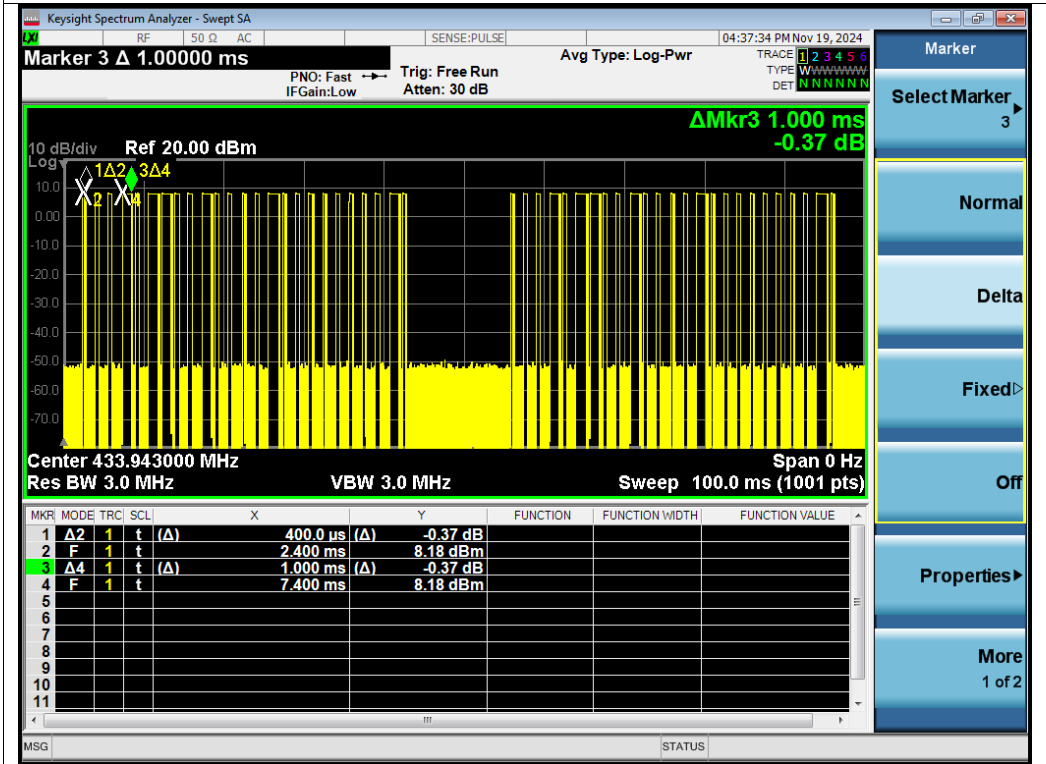 Keysight Spectrum Analyzer - Swept SA
LXI RF 50 Ω AC SENSE:PULSE 04:37:34 PM Nov 19, 2024
Marker 3 Δ 1.00000 ms
PNO: Fast
IFGain:Low
Trig: Free Run
Atten: 30 dB
Avg Type: Log-Pwr
TRACE 1 2 3 4 5 6
TYPE WWWWWW
DET N N N N N N
ΔMkr3 1.000 ms
-0.37 dB
10 dB/div Ref 20.00 dBm
Log
1Δ2 3Δ4
2 4
10.0
0.00
-10.0
-20.0
-30.0
-40.0
-50.0
-60.0
-70.0
Center 433.943000 MHz Span 0 Hz
Res BW 3.0 MHz VBW 3.0 MHz Sweep 100.0 ms (1001 pts)
MKR MODE TRC SCL X Y FUNCTION FUNCTION WIDTH FUNCTION VALUE
1 Δ2 1 t (Δ) 400.0 µs (Δ) -0.37 dB
2 F 1 t 2.400 ms 8.18 dBm
3 Δ4 1 t (Δ) 1.000 ms (Δ) -0.37 dB
4 F 1 t 7.400 ms 8.18 dBm
5
6
7
8
9
10
11
MSG STATUS
Marker
Select Marker
3
Normal
Delta
Fixed
Off
Properties
More
1 of 2